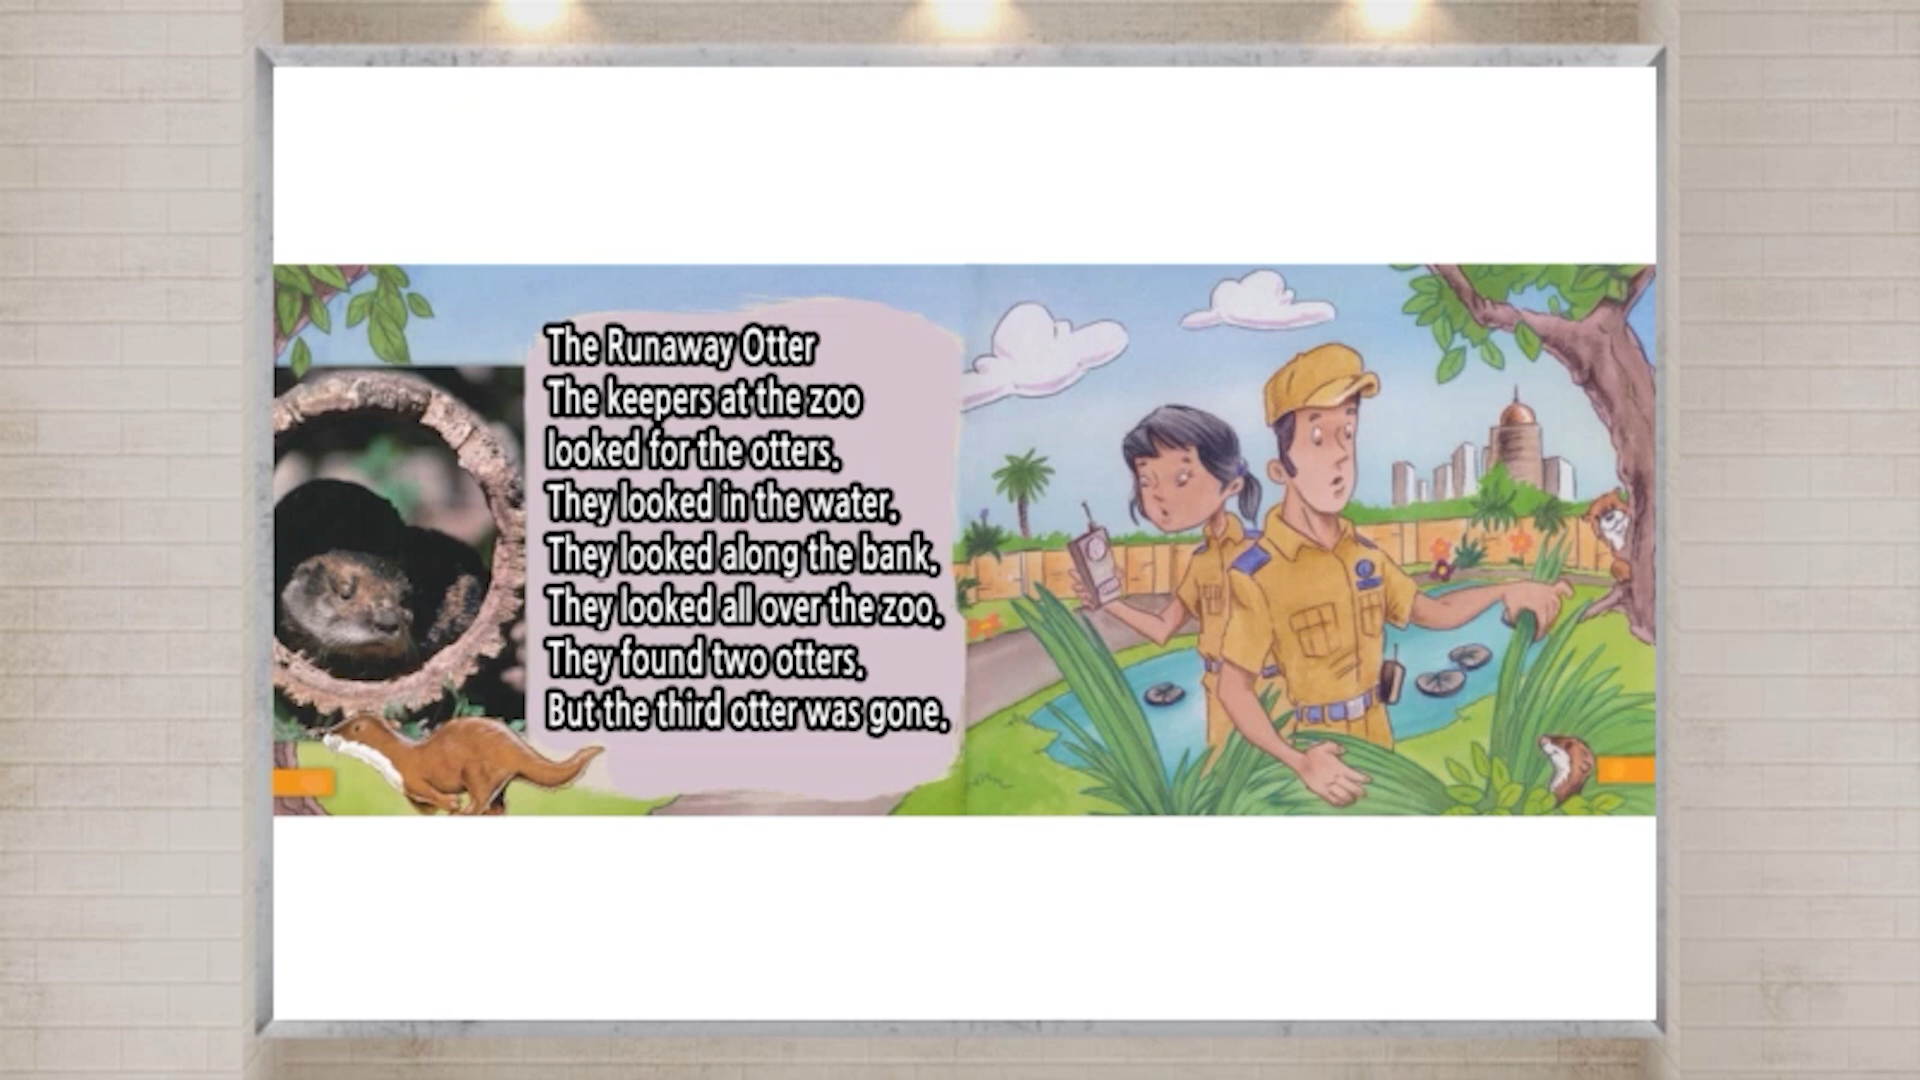 The Runaway Otter
The keepers at the zoo
looked for the otters.
They looked in the water.
They looked along the bank.
They looked all over the zoo.
They found two otters.
But the third otter was gone.